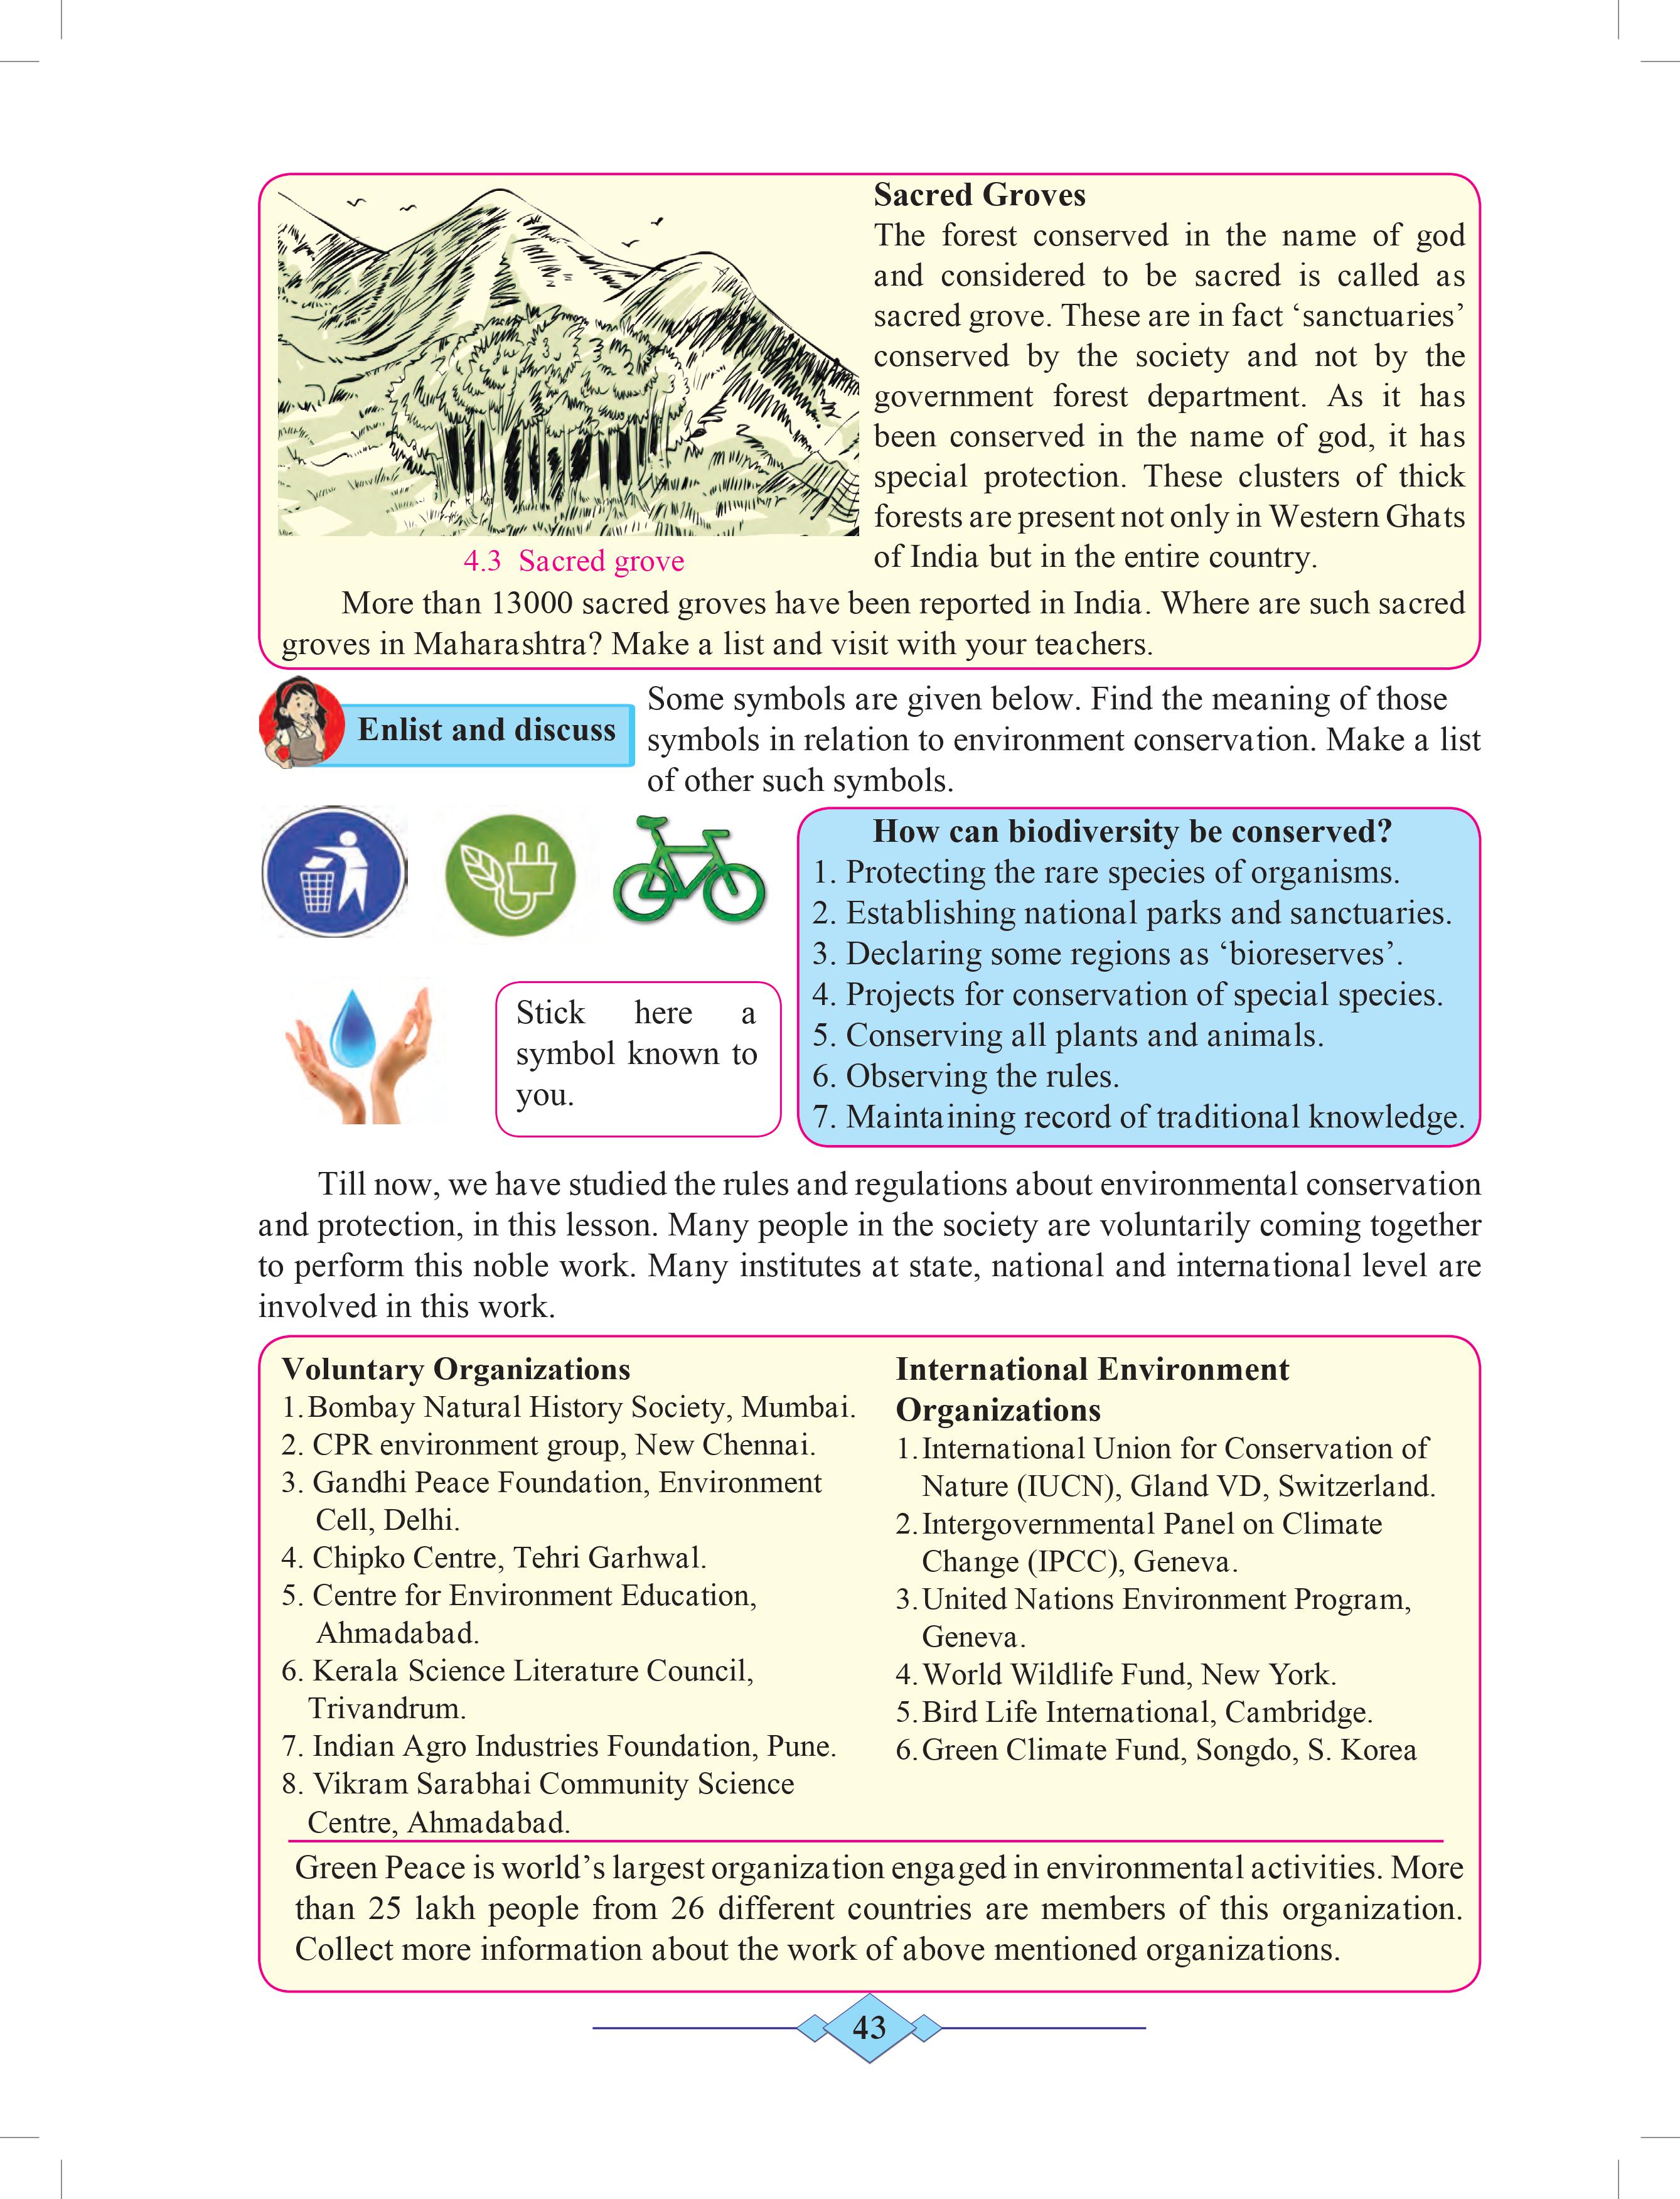 Sacred Groves
The forest conserved in the name of god
and considered to be sacred is called as
sacred grove. These are in fact ‘sanctuaries’
conserved by the society and not by the
government forest department. As it has
been conserved in the name of god, it has
special protection. These clusters of thick
forests are present not only in Western Ghats
of India but in the entire country.
4.3 Sacred grove
More than 13000 sacred groves have been reported in India. Where are such sacred
groves in Maharashtra? Make a list and visit with your teachers.
Enlist and discuss
Some symbols are given below. Find the meaning of those
symbols in relation to environment conservation. Make a list
of other such symbols.
Stick here a
symbol known to
you.
How can biodiversity be conserved?
1. Protecting the rare species of organisms.
2. Establishing national parks and sanctuaries.
3. Declaring some regions as ‘bioreserves’.
4. Projects for conservation of special species.
5. Conserving all plants and animals.
6. Observing the rules.
7. Maintaining record of traditional knowledge.
Till now, we have studied the rules and regulations about environmental conservation
and protection, in this lesson. Many people in the society are voluntarily coming together
to perform this noble work. Many institutes at state, national and international level are
involved in this work.
Voluntary Organizations
1. Bombay Natural History Society, Mumbai.
2. CPR environment group, New Chennai.
3. Gandhi Peace Foundation, Environment
Cell, Delhi.
4. Chipko Centre, Tehri Garhwal.
5. Centre for Environment Education,
Ahmadabad.
6. Kerala Science Literature Council,
Trivandrum.
7. Indian Agro Industries Foundation, Pune.
8. Vikram Sarabhai Community Science
Centre, Ahmadabad.
International Environment
Organizations
1. International Union for Conservation of
Nature (IUCN), Gland VD, Switzerland.
2. Intergovernmental Panel on Climate
Change (IPCC), Geneva.
3. United Nations Environment Program,
Geneva.
4. World Wildlife Fund, New York.
5. Bird Life International, Cambridge.
6. Green Climate Fund, Songdo, S. Korea
Green Peace is world’s largest organization engaged in environmental activities. More
than 25 lakh people from 26 different countries are members of this organization.
Collect more information about the work of above mentioned organizations.
43